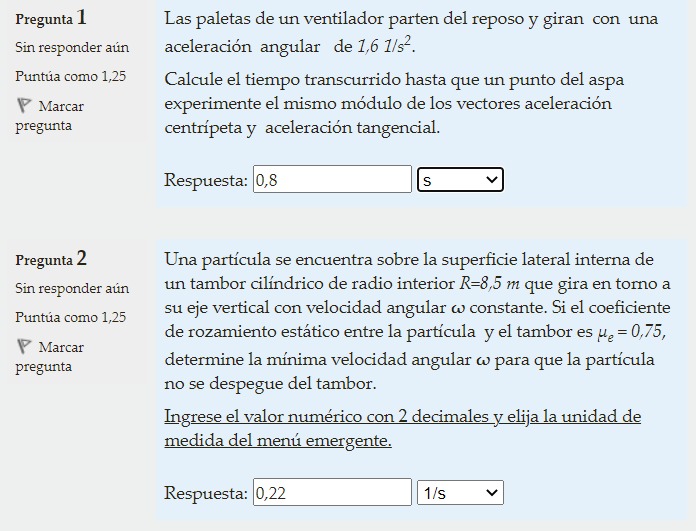 Pregunta 1
Sin responder aún
Puntúa como 1,25
Marcar
pregunta
Las paletas de un ventilador parten del reposo y giran con una
aceleración angular de 1,6 1/s².
Calcule el tiempo transcurrido hasta que un punto del aspa
experimente el mismo módulo de los vectores aceleración
centrípeta y aceleración tangencial.
Respuesta: 0,8 s
Pregunta 2
Sin responder aún
Puntúa como 1,25
Marcar
pregunta
Una partícula se encuentra sobre la superficie lateral interna de
un tambor cilíndrico de radio interior R=8,5 m que gira en torno a
su eje vertical con velocidad angular ω constante. Si el coeficiente
de rozamiento estático entre la partícula y el tambor es μₑ = 0,75,
determine la mínima velocidad angular ω para que la partícula
no se despegue del tambor.
Ingrese el valor numérico con 2 decimales y elija la unidad de
medida del menú emergente.
Respuesta: 0,22 1/s